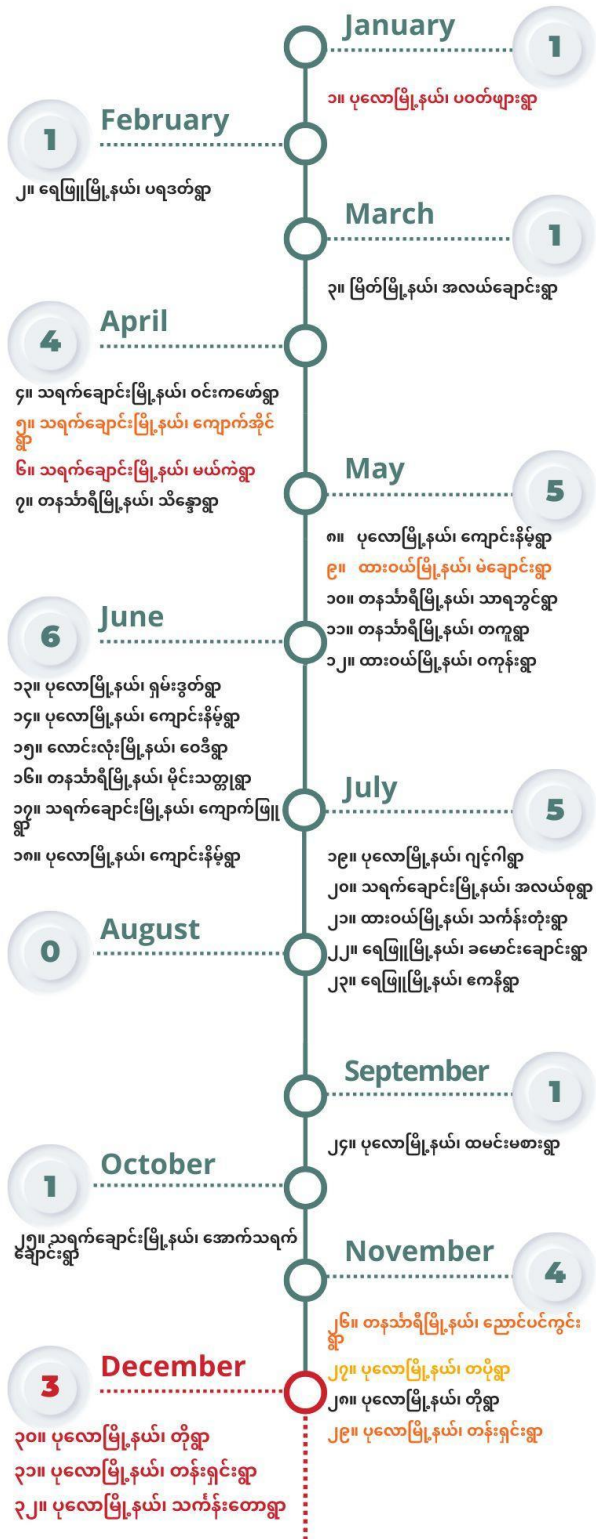 January
1
၁။ ပုလောမြို့နယ်၊ ပဝတ်ဖျားရွာ
February
1
၂။ ရေဖြူမြို့နယ်၊ ပရဒတ်ရွာ
March
1
၃။ မြိတ်မြို့နယ်၊ အလယ်ချောင်းရွာ
April
4
၄။ သရက်ချောင်းမြို့နယ်၊ ဝင်းကဖော်ရွာ
၅။ သရက်ချောင်းမြို့နယ်၊ ကျောက်အိုင်
ရွာ
၆။ သရက်ချောင်းမြို့နယ်၊ မယ်ကဲရွာ
၇။ တနင်္သာရီမြို့နယ်၊ သိန္ဒောရွာ
May
5
၈။ ပုလောမြို့နယ်၊ ကျောင်းနိမ့်ရွာ
၉။ ထားဝယ်မြို့နယ်၊ မဲချောင်းရွာ
၁၀။ တနင်္သာရီမြို့နယ်၊ သာရဘွင်ရွာ
၁၁။ တနင်္သာရီမြို့နယ်၊ တကူရွာ
၁၂။ ထားဝယ်မြို့နယ်၊ ဝကုန်းရွာ
June
6
၁၃။ ပုလောမြို့နယ်၊ ရှမ်းဒွတ်ရွာ
၁၄။ ပုလောမြို့နယ်၊ ကျောင်းနိမ့်ရွာ
၁၅။ လောင်းလုံးမြို့နယ်၊ ဝေဒီရွာ
၁၆။ တနင်္သာရီမြို့နယ်၊ မိုင်းသတ္တုရွာ
၁၇။ သရက်ချောင်းမြို့နယ်၊ ကျောက်ဖြူ
ရွာ
၁၈။ ပုလောမြို့နယ်၊ ကျောင်းနိမ့်ရွာ
July
5
၁၉။ ပုလောမြို့နယ်၊ ဂျင့်ဂါရွာ
၂၀။ သရက်ချောင်းမြို့နယ်၊ အလယ်စုရွာ
၂၁။ ထားဝယ်မြို့နယ်၊ သင်္ကန်းတုံးရွာ
၂၂။ ရေဖြူမြို့နယ်၊ ခမောင်းချောင်းရွာ
၂၃။ ရေဖြူမြို့နယ်၊ ဧကနိရွာ
August
0
September
1
၂၄။ ပုလောမြို့နယ်၊ ထမင်းမစားရွာ
October
1
၂၅။ သရက်ချောင်းမြို့နယ်၊ အောက်သရက်
ချောင်းရွာ
November
4
၂၆။ တနင်္သာရီမြို့နယ်၊ ညောင်ပင်ကွင်း
ရွာ
၂၇။ ပုလောမြို့နယ်၊ တပိုရွာ
၂၈။ ပုလောမြို့နယ်၊ တိုရွာ
၂၉။ ပုလောမြို့နယ်၊ တန်းရှင်းရွာ
December
3
၃၀။ ပုလောမြို့နယ်၊ တိုရွာ
၃၁။ ပုလောမြို့နယ်၊ တန်းရှင်းရွာ
၃၂။ ပုလောမြို့နယ်၊ သင်္ကန်းတောရွာ